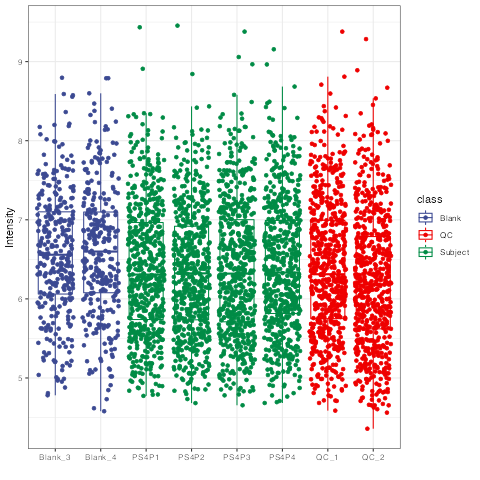 Intensity
9
8
7
6
5
Blank_3 Blank_4 PS4P1 PS4P2 PS4P3 PS4P4 QC_1 QC_2
class
Blank
QC
Subject